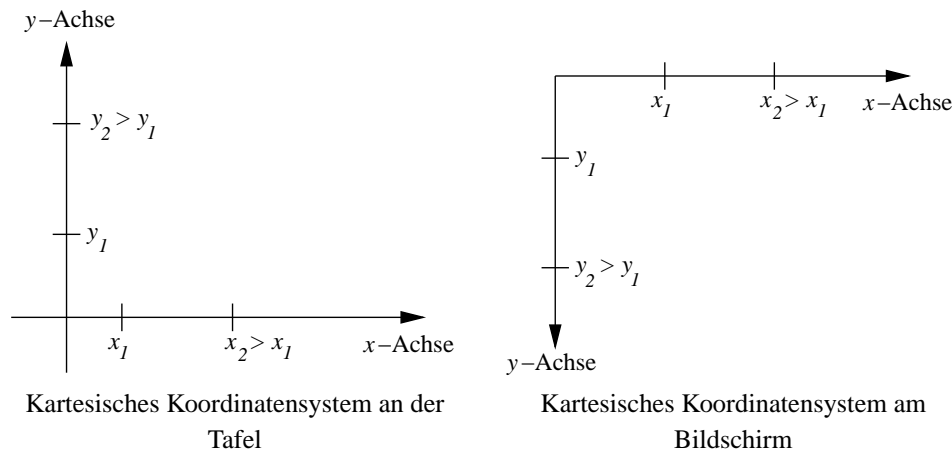 y–Achse
y₂ > y₁
y₁
x₁
x₂ > x₁
x–Achse
Kartesisches Koordinatensystem an der
Tafel
x₁
x₂ > x₁
x–Achse
y₁
y₂ > y₁
y–Achse
Kartesisches Koordinatensystem am
Bildschirm